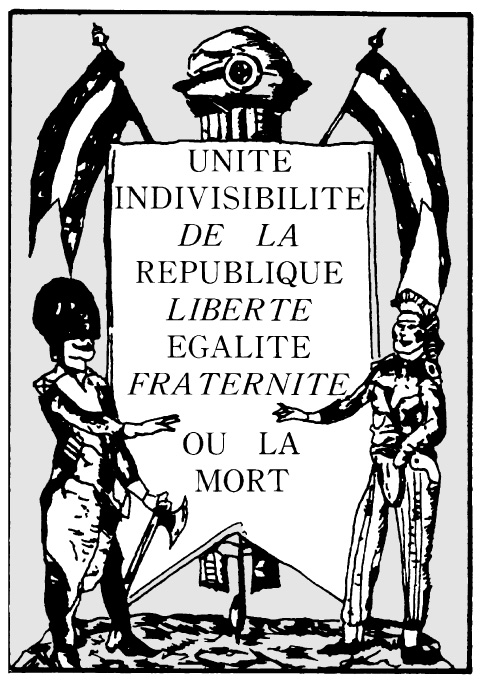 UNITE
INDIVISIBILITE
DE LA
REPUBLIQUE
LIBERTE
EGALITE
FRATERNITE
OU LA
MORT